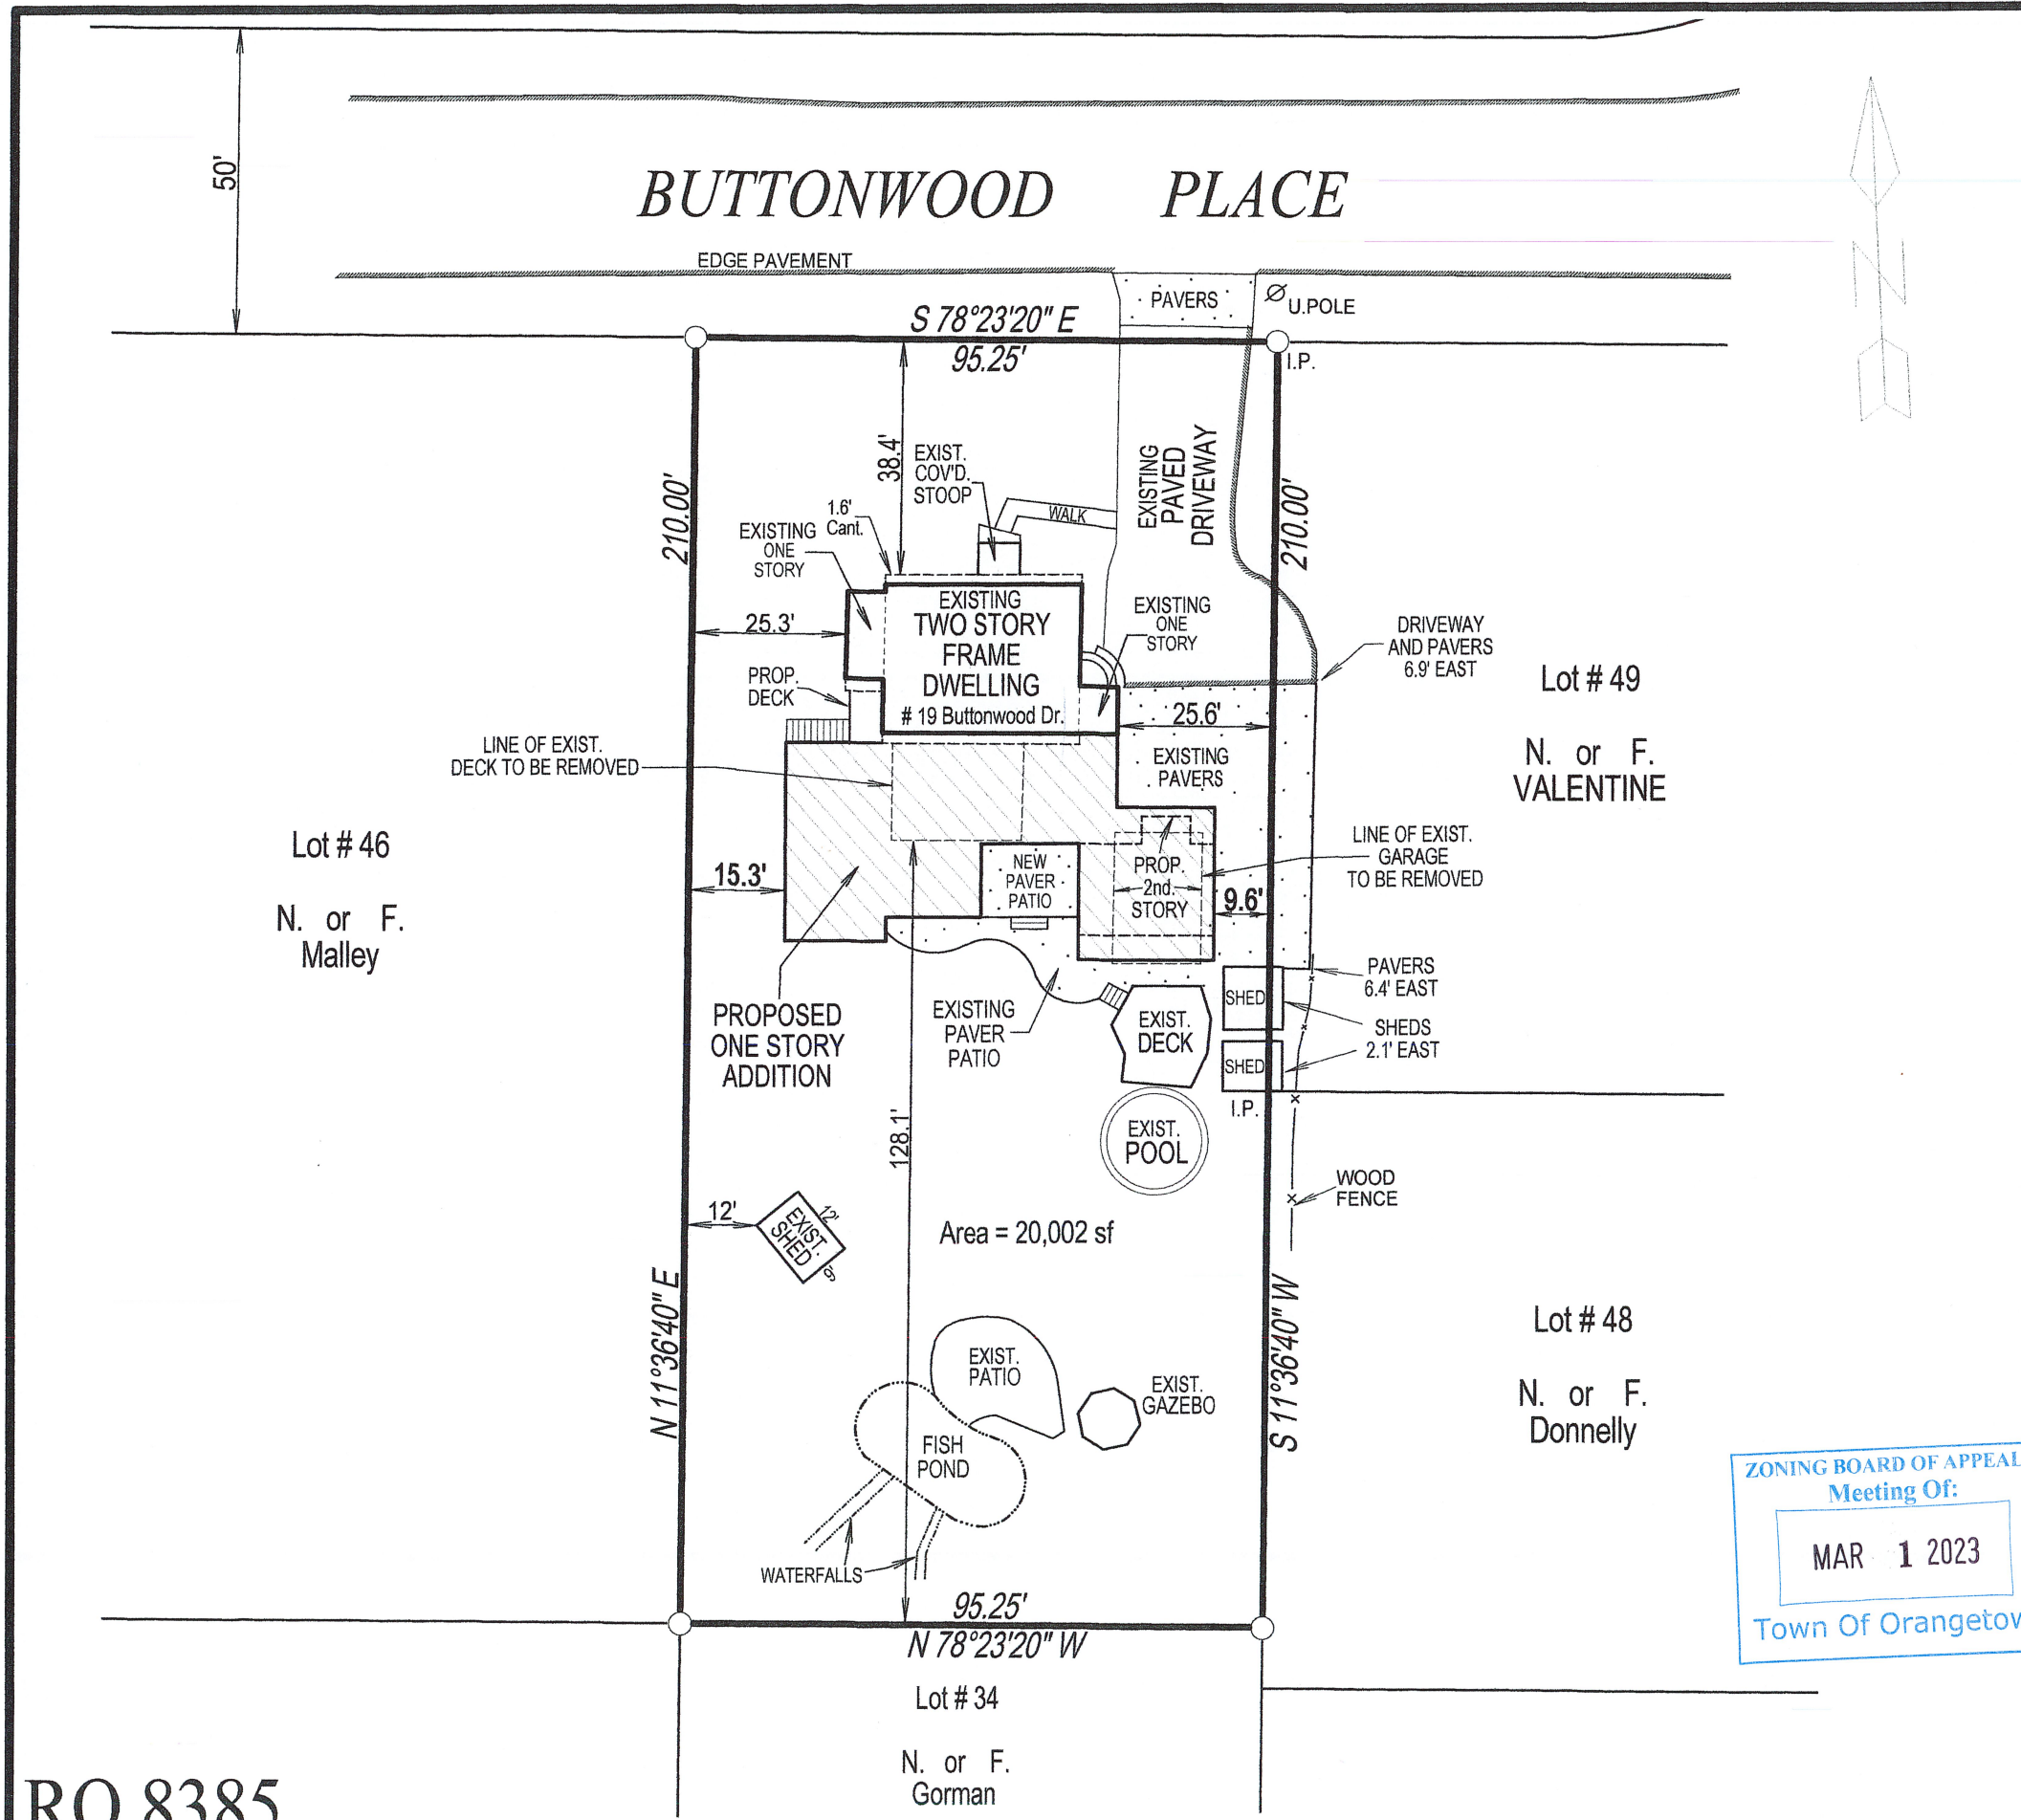 50'
BUTTONWOOD PLACE
EDGE PAVEMENT
PAVERS
U.POLE
S 78°23'20" E
95.25'
I.P.
210.00'
38.4'
EXIST.
COV'D.
STOOP
WALK
EXISTING
PAVED
DRIVEWAY
210.00'
1.6'
Cant.
EXISTING
ONE
STORY
25.3'
EXISTING
TWO STORY
FRAME
DWELLING
# 19 Buttonwood Dr.
EXISTING
ONE
STORY
DRIVEWAY
AND PAVERS
6.9' EAST
Lot # 49
N. or F.
VALENTINE
PROP.
DECK
25.6'
LINE OF EXIST.
DECK TO BE REMOVED
EXISTING
PAVERS
Lot # 46
N. or F.
Malley
15.3'
NEW
PAVER
PATIO
PROP.
2nd.
STORY
9.6'
LINE OF EXIST.
GARAGE
TO BE REMOVED
PROPOSED
ONE STORY
ADDITION
EXISTING
PAVER
PATIO
EXIST.
DECK
SHED
SHED
PAVERS
6.4' EAST
SHEDS
2.1' EAST
I.P.
128.1'
EXIST.
POOL
WOOD
FENCE
12'
EXIST.
SHED
12'
9'
Area = 20,002 sf
N 11°36'40" E
S 11°36'40" W
Lot # 48
N. or F.
Donnelly
EXIST.
PATIO
EXIST.
GAZEBO
FISH
POND
WATERFALLS
95.25'
N 78°23'20" W
Lot # 34
N. or F.
Gorman
ZONING BOARD OF APPEAL
Meeting Of:
MAR 1 2023
Town Of Orangetow
RO 8385
N